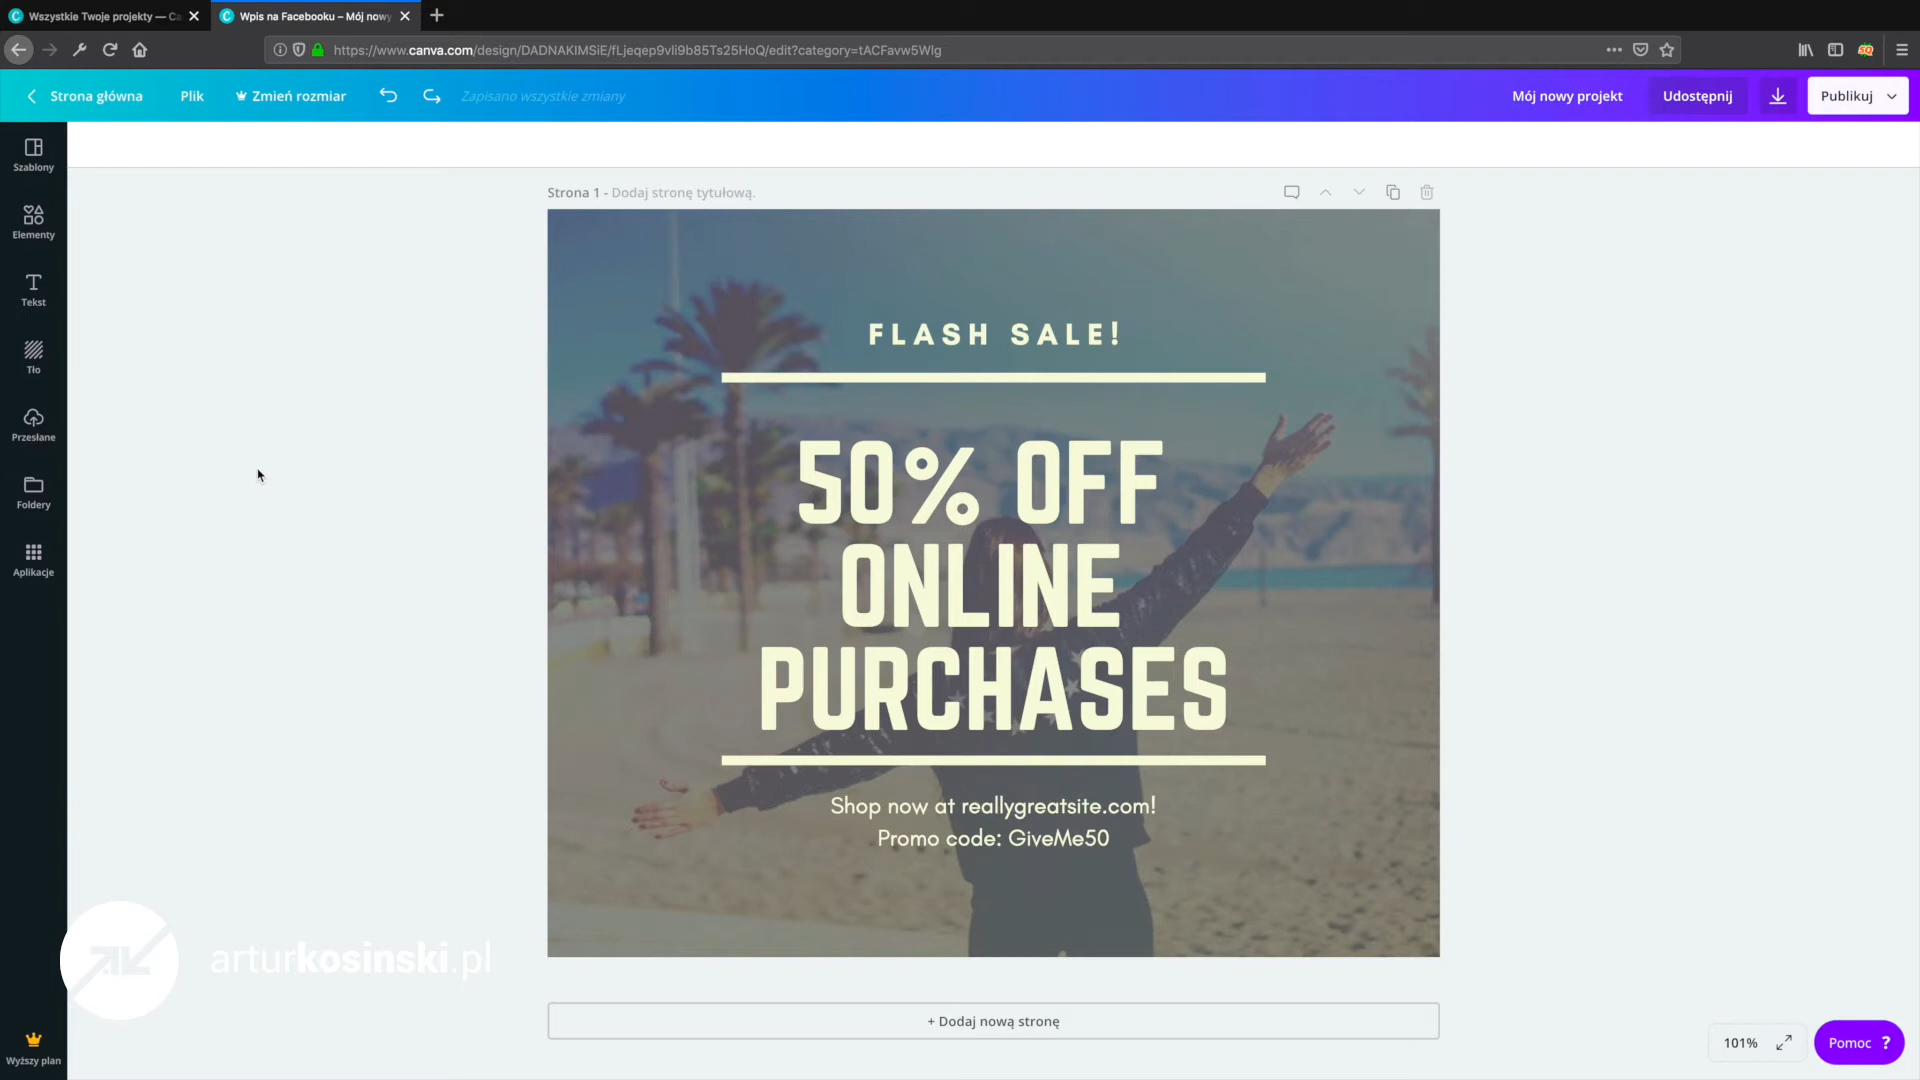 Wszystkie Twoje projekty — Ca
Wpis na Facebooku – Mój nowy
https://www.canva.com/design/DADNAKIMSiE/fLjeqep9vli9b85Ts25HoQ/edit?category=tACFavw5WIg
Strona główna
Plik
Zmień rozmiar
Zapisano wszystkie zmiany
Mój nowy projekt
Udostępnij
Publikuj
Szablony
Elementy
Tekst
Tło
Przesłane
Foldery
Aplikacje
Wyższy plan
Strona 1 - Dodaj stronę tytułową.
FLASH SALE!
50% OFF
ONLINE
PURCHASES
Shop now at reallygreatsite.com!
Promo code: GiveMe50
arturkosinski.pl
+ Dodaj nową stronę
101%
Pomoc ?